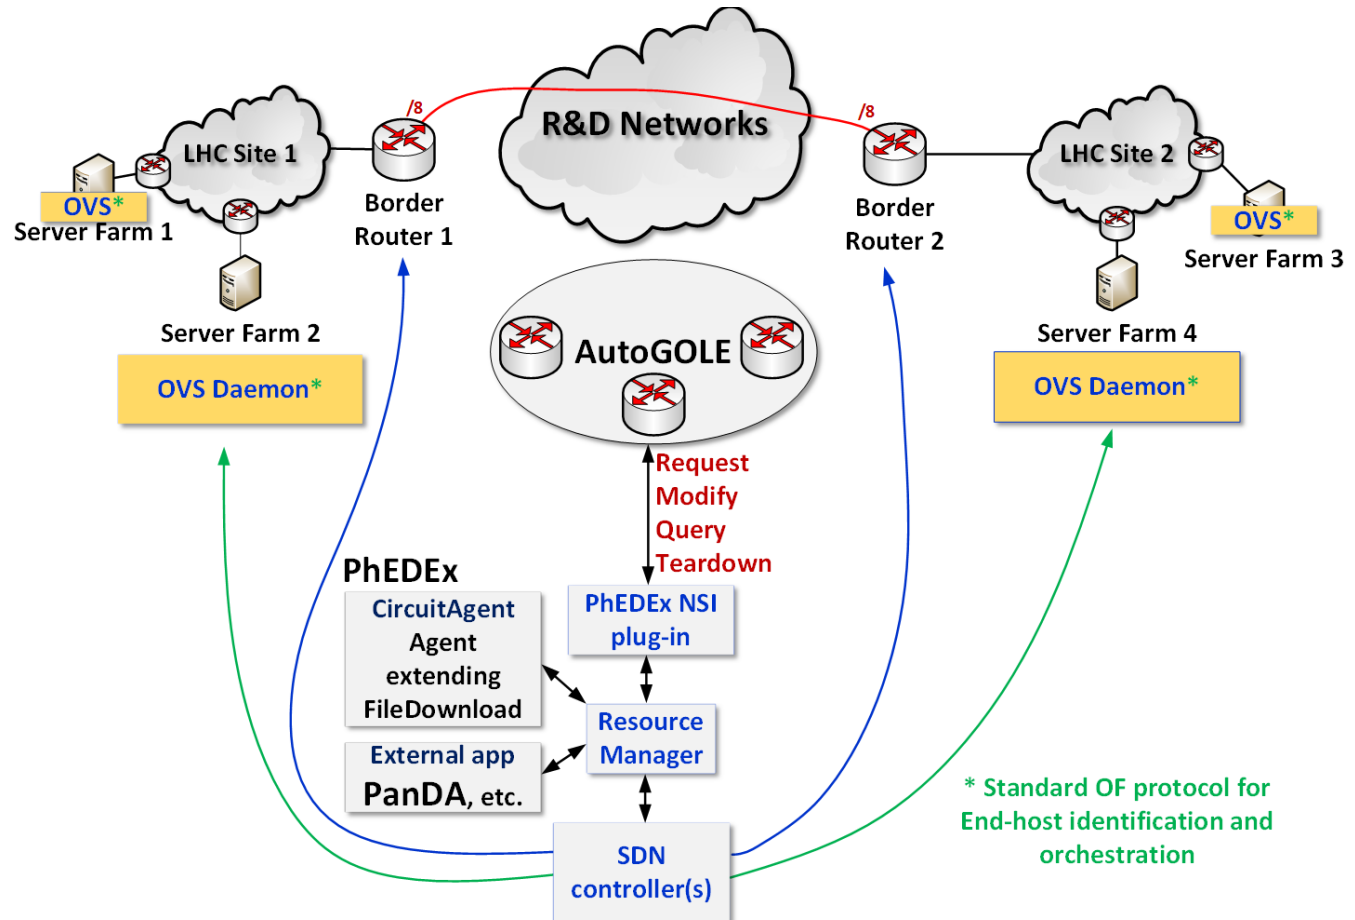 /8
R&D Networks
/8
LHC Site 1
LHC Site 2
OVS*
Server Farm 1
Border
Router 1
Border
Router 2
OVS*
Server Farm 3
Server Farm 2
Server Farm 4
AutoGOLE
OVS Daemon*
OVS Daemon*
Request
Modify
Query
Teardown
PhEDEx
CircuitAgent
Agent
extending
FileDownload
PhEDEx NSI
plug-in
Resource
Manager
External app
PanDA, etc.
SDN
controller(s)
* Standard OF protocol for
End-host identification and
orchestration